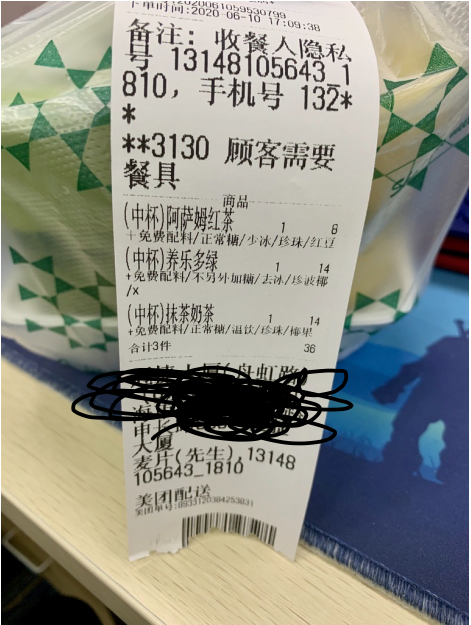 下单时间:2020-06-10 17:09:38
备注: 收餐人隐私
号 13148105643_1
810, 手机号 132*
*
**3130 顾客需要
餐具
商品
(中杯)阿萨姆红茶 1 8
+免费配料/正常糖/少冰/珍珠/红豆
(中杯)养乐多绿 1 14
+免费配料/不另外加糖/去冰/珍波椰
/x
(中杯)抹茶奶茶 1 14
+免费配料/正常糖/温饮/珍珠/椰果
合计3件 36
大厦
麦片(先生),13148
105643_1810
美团配送